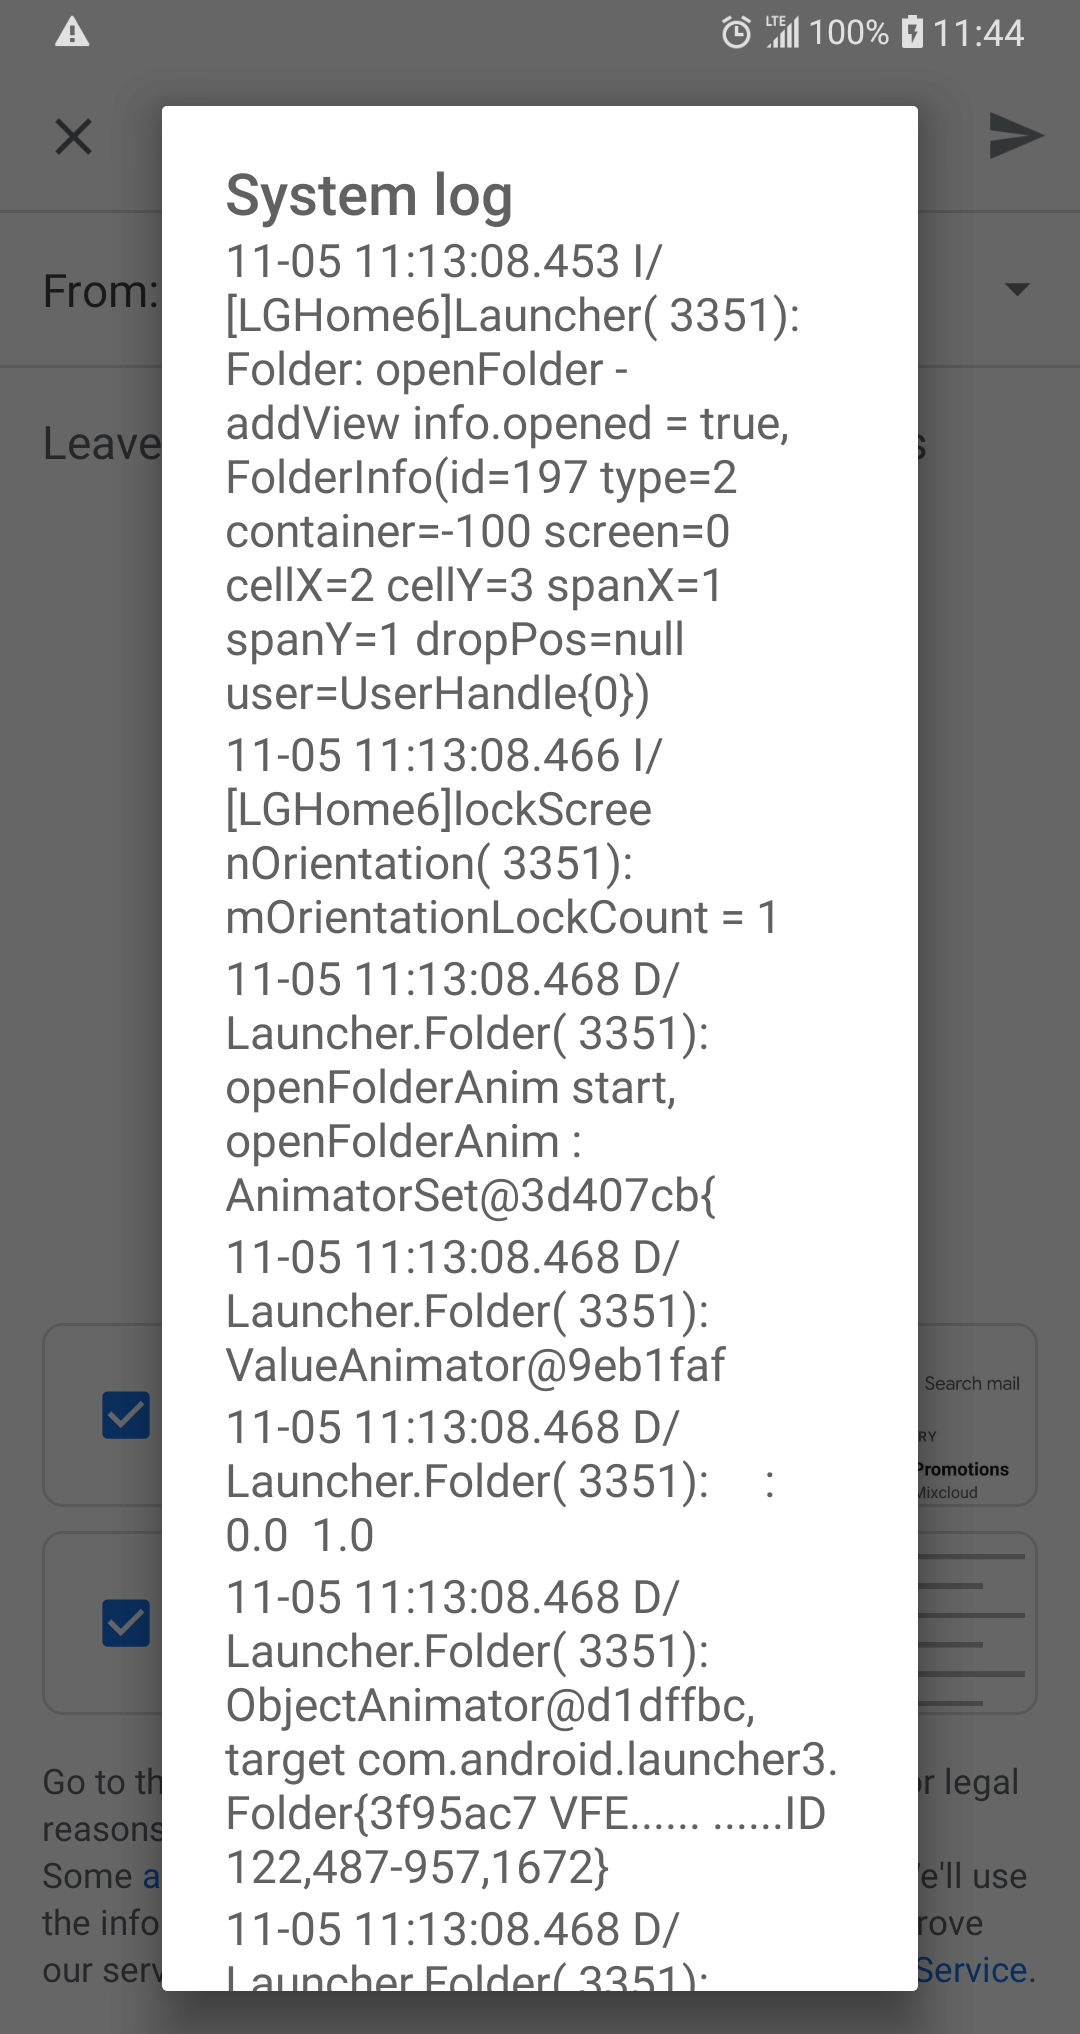 LTE 100% 11:44
System log
11-05 11:13:08.453 I/
[LGHome6]Launcher( 3351):
Folder: openFolder -
addView info.opened = true,
FolderInfo(id=197 type=2
container=-100 screen=0
cellX=2 cellY=3 spanX=1
spanY=1 dropPos=null
user=UserHandle{0})
11-05 11:13:08.466 I/
[LGHome6]lockScree
nOrientation( 3351):
mOrientationLockCount = 1
11-05 11:13:08.468 D/
Launcher.Folder( 3351):
openFolderAnim start,
openFolderAnim :
AnimatorSet@3d407cb{
11-05 11:13:08.468 D/
Launcher.Folder( 3351):
ValueAnimator@9eb1faf
11-05 11:13:08.468 D/
Launcher.Folder( 3351):     :
0.0  1.0
11-05 11:13:08.468 D/
Launcher.Folder( 3351):
ObjectAnimator@d1dffbc,
target com.android.launcher3.
Folder{3f95ac7 VFE...... ......ID
122,487-957,1672}
11-05 11:13:08.468 D/
Launcher.Folder( 3351):
From:
Leave
Search mail
RY
Promotions
Mixcloud
Go to th
r legal
reasons
Some a
e'll use
the info
rove
our serv
Service.